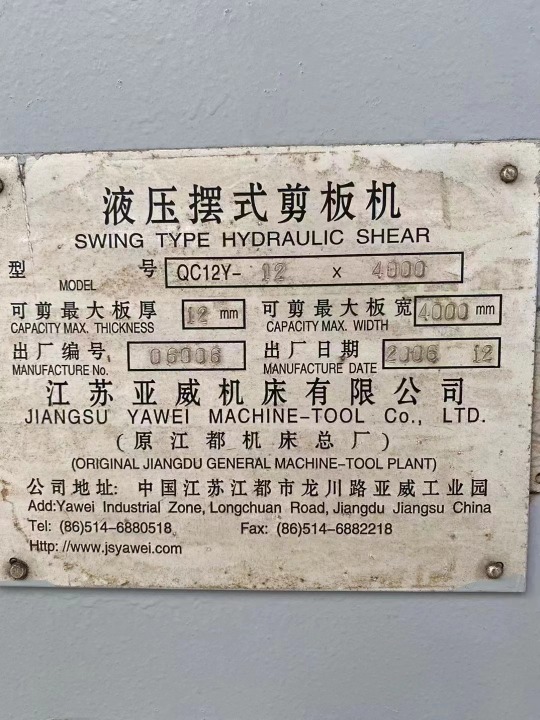 液压摆式剪板机
SWING TYPE HYDRAULIC SHEAR
型 号 QC12Y- 12 x 4000
MODEL
可剪最大板厚 12 mm 可剪最大板宽 4000 mm
CAPACITY MAX. THICKNESS CAPACITY MAX. WIDTH
出厂编号 06006 出厂日期 2006 12
MANUFACTURE No. MANUFACTURE DATE
江苏亚威机床有限公司
JIANGSU YAWEI MACHINE-TOOL Co., LTD.
(原江都机床总厂)
(ORIGINAL JIANGDU GENERAL MACHINE-TOOL PLANT)
公司地址: 中国江苏江都市龙川路亚威工业园
Add:Yawei Industrial Zone, Longchuan Road, Jiangdu Jiangsu China
Tel: (86)514-6880518 Fax: (86)514-6882218
Http: //www.jsyawei.com